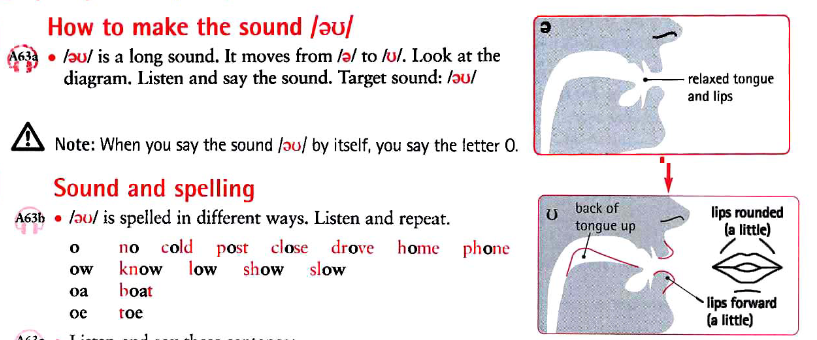 How to make the sound /əʊ/
A63a • /əʊ/ is a long sound. It moves from /ə/ to /ʊ/. Look at the
diagram. Listen and say the sound. Target sound: /əʊ/
Note: When you say the sound /əʊ/ by itself, you say the letter O.
Sound and spelling
A63b • /əʊ/ is spelled in different ways. Listen and repeat.
o no cold post close drove home phone
ow know low show slow
oa boat
oe toe
ə
relaxed tongue
and lips
ʊ
back of
tongue up
lips rounded
(a little)
lips forward
(a little)